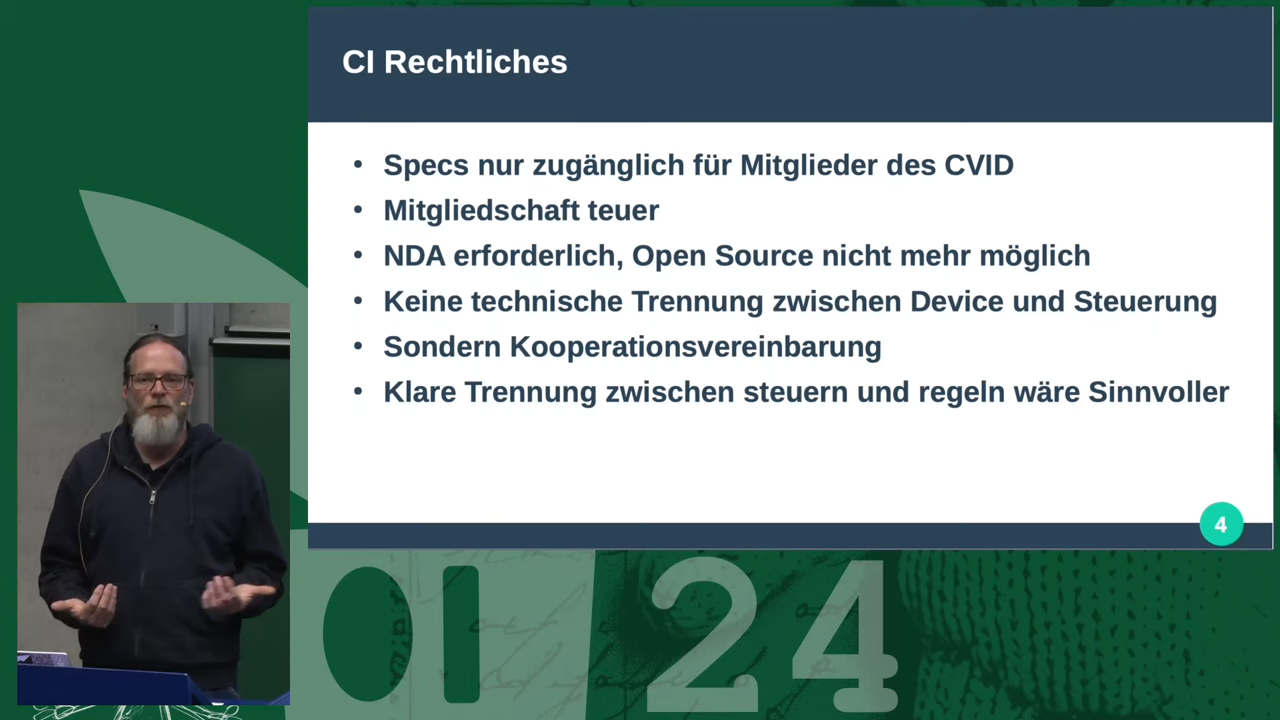 CI Rechtliches
• Specs nur zugänglich für Mitglieder des CVID
• Mitgliedschaft teuer
• NDA erforderlich, Open Source nicht mehr möglich
• Keine technische Trennung zwischen Device und Steuerung
• Sondern Kooperationsvereinbarung
• Klare Trennung zwischen steuern und regeln wäre Sinnvoller
4
24